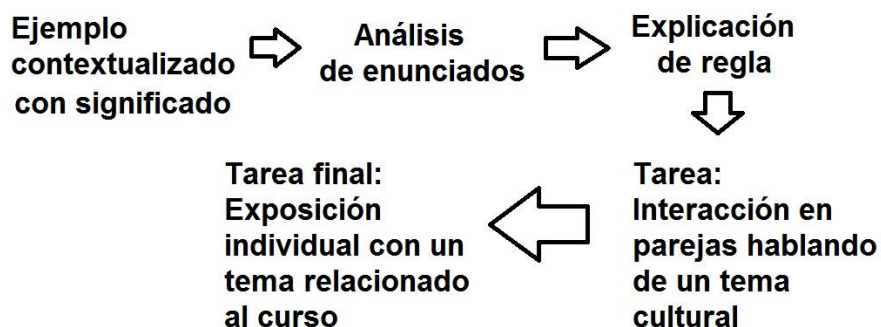 Ejemplo
contextualizado
con significado
Análisis
de enunciados
Explicación
de regla
Tarea:
Interacción en
parejas hablando
de un tema
cultural
Tarea final:
Exposición
individual con un
tema relacionado
al curso